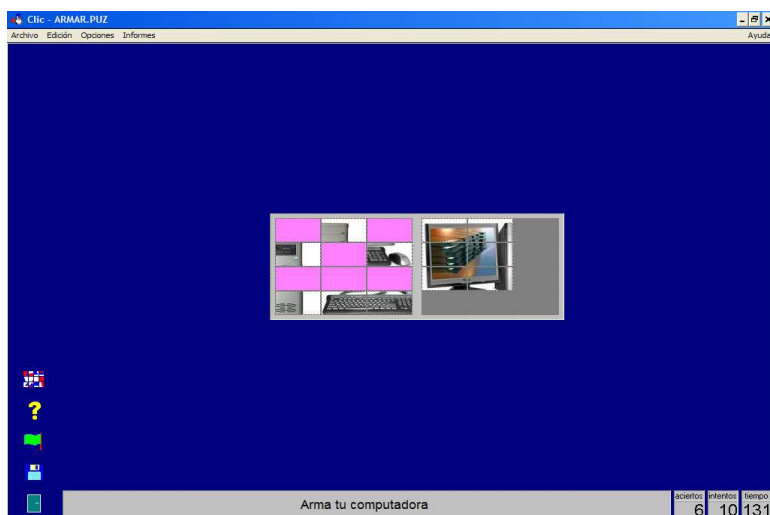 Clic - ARMAR.PUZ
Archivo Edición Opciones Informes Ayuda
Arma tu computadora
aciertos intentos tiempo
6 10 131